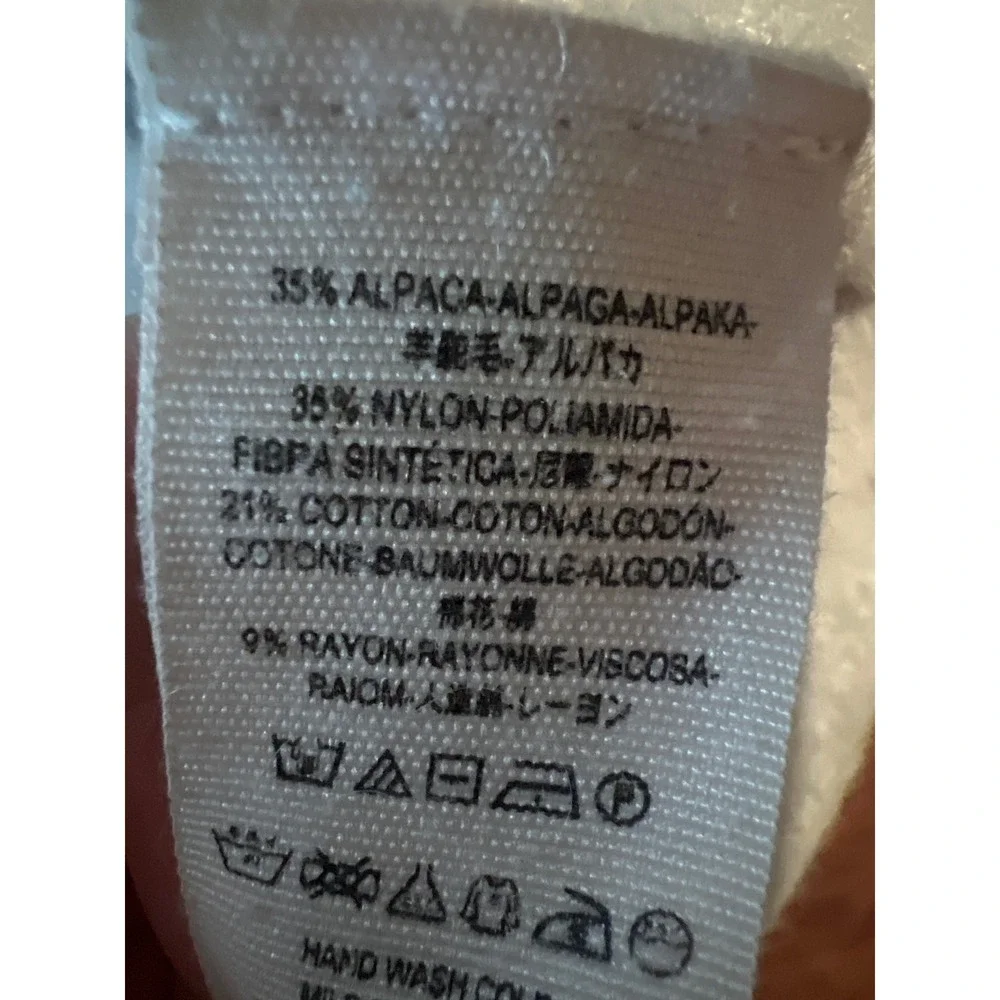 35% ALPACA-ALPAGA-ALPAKA-
羊駝毛-アルパカ
35% NYLON-POLIAMIDA-
FIBRA SINTÉTICA-尼龍-ナイロン
21% COTTON-COTON-ALGODÓN-
COTONE-BAUMWOLLE-ALGODÃO-
棉花-綿
9% RAYON-RAYONNE-VISCOSA-
RAIOM-人造絲-レーヨン
P
HAND WASH COLD